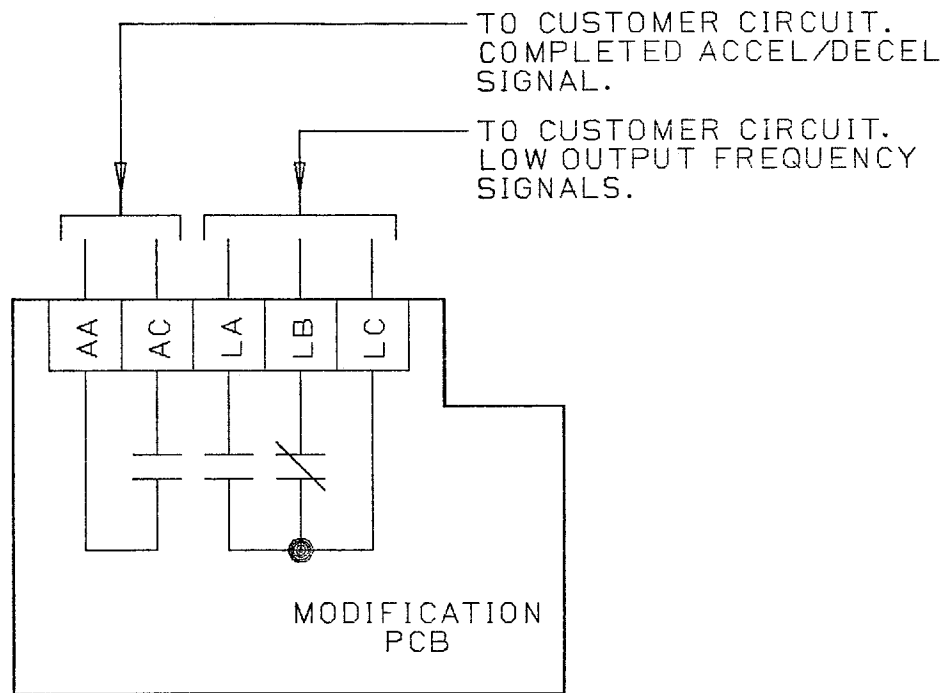 TO CUSTOMER CIRCUIT.
COMPLETED ACCEL/DECEL
SIGNAL.
TO CUSTOMER CIRCUIT.
LOW OUTPUT FREQUENCY
SIGNALS.
AA
AC
LA
LB
LC
MODIFICATION
PCB